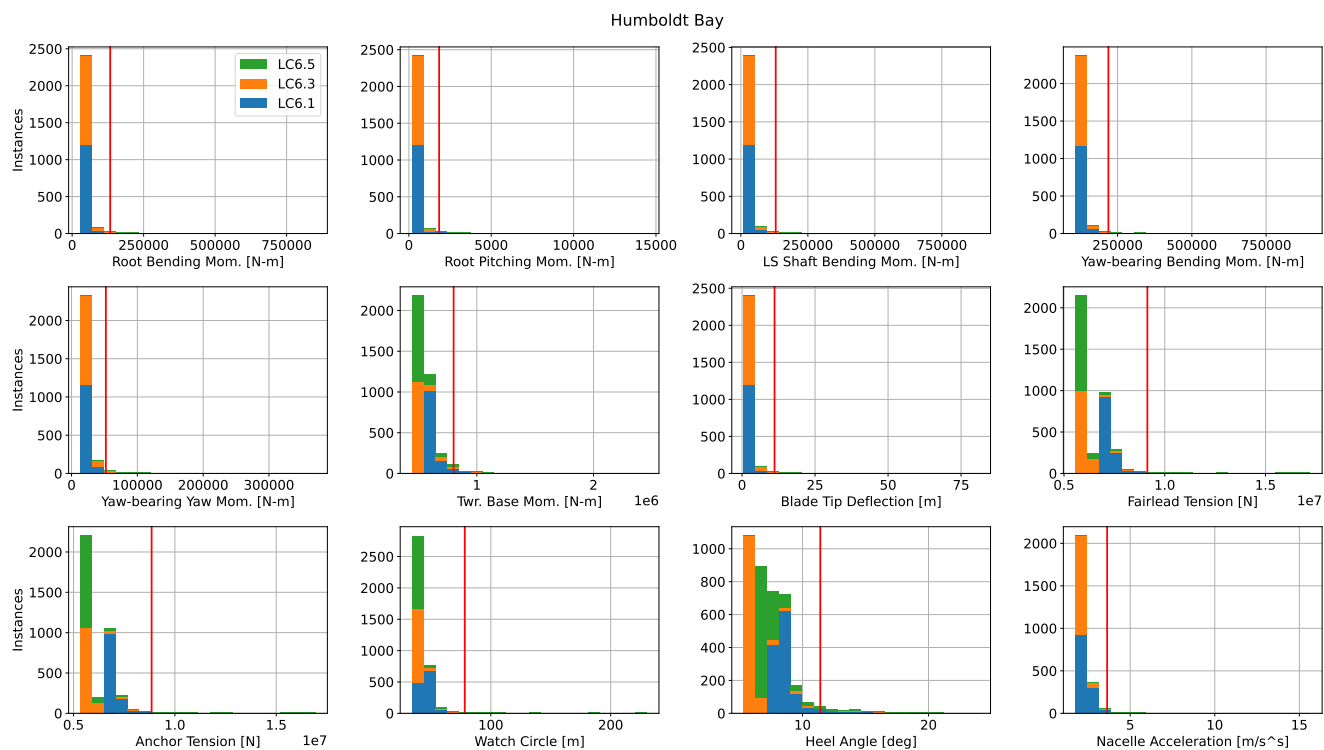 Humboldt Bay
Instances
2500
2000
1500
1000
500
0
0 250000 500000 750000
Root Bending Mom. [N-m]
LC6.5
LC6.3
LC6.1
2500
2000
1500
1000
500
0
0 5000 10000 15000
Root Pitching Mom. [N-m]
2500
2000
1500
1000
500
0
0 250000 500000 750000
LS Shaft Bending Mom. [N-m]
2000
1500
1000
500
0
250000 500000 750000
Yaw-bearing Bending Mom. [N-m]
Instances
2000
1500
1000
500
0
0 100000 200000 300000
Yaw-bearing Yaw Mom. [N-m]
2000
1500
1000
500
0
1 2
Twr. Base Mom. [N-m]
1e6
2500
2000
1500
1000
500
0
0 25 50 75
Blade Tip Deflection [m]
2000
1500
1000
500
0
0.5 1.0 1.5
Fairlead Tension [N]
1e7
Instances
2000
1500
1000
500
0
0.5 1.0 1.5
Anchor Tension [N]
1e7
2500
2000
1500
1000
500
0
100 200
Watch Circle [m]
1000
800
600
400
200
0
10 20
Heel Angle [deg]
2000
1500
1000
500
0
5 10 15
Nacelle Acceleration [m/s^s]